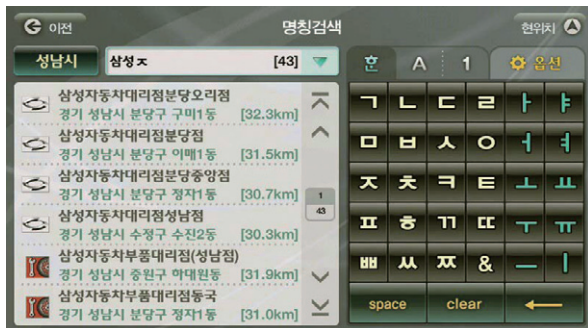 이전
명칭검색
현위치
성남시
삼성ㅈ [43]
삼성자동차대리점분당오리점
경기 성남시 분당구 구미1동 [32.3km]
삼성자동차대리점분당점
경기 성남시 분당구 이매1동 [31.5km]
삼성자동차대리점분당중앙점
경기 성남시 분당구 정자1동 [30.7km]
삼성자동차대리점성남점
경기 성남시 수정구 수진2동 [30.3km]
삼성자동차부품대리점(성남점)
경기 성남시 중원구 하대원동 [31.9km]
삼성자동차부품대리점동국
경기 성남시 분당구 정자1동 [31.0km]
1
43
혼 A 1 옵션
ㄱ ㄴ ㄷ ㄹ ㅏ ㅑ
ㅁ ㅂ ㅅ ㅇ ㅓ ㅕ
ㅈ ㅊ ㅋ ㅌ ㅗ ㅛ
ㅍ ㅎ ㄲ ㄸ ㅜ ㅠ
ㅃ ㅆ ㅉ & ㅡ ㅣ
space clear